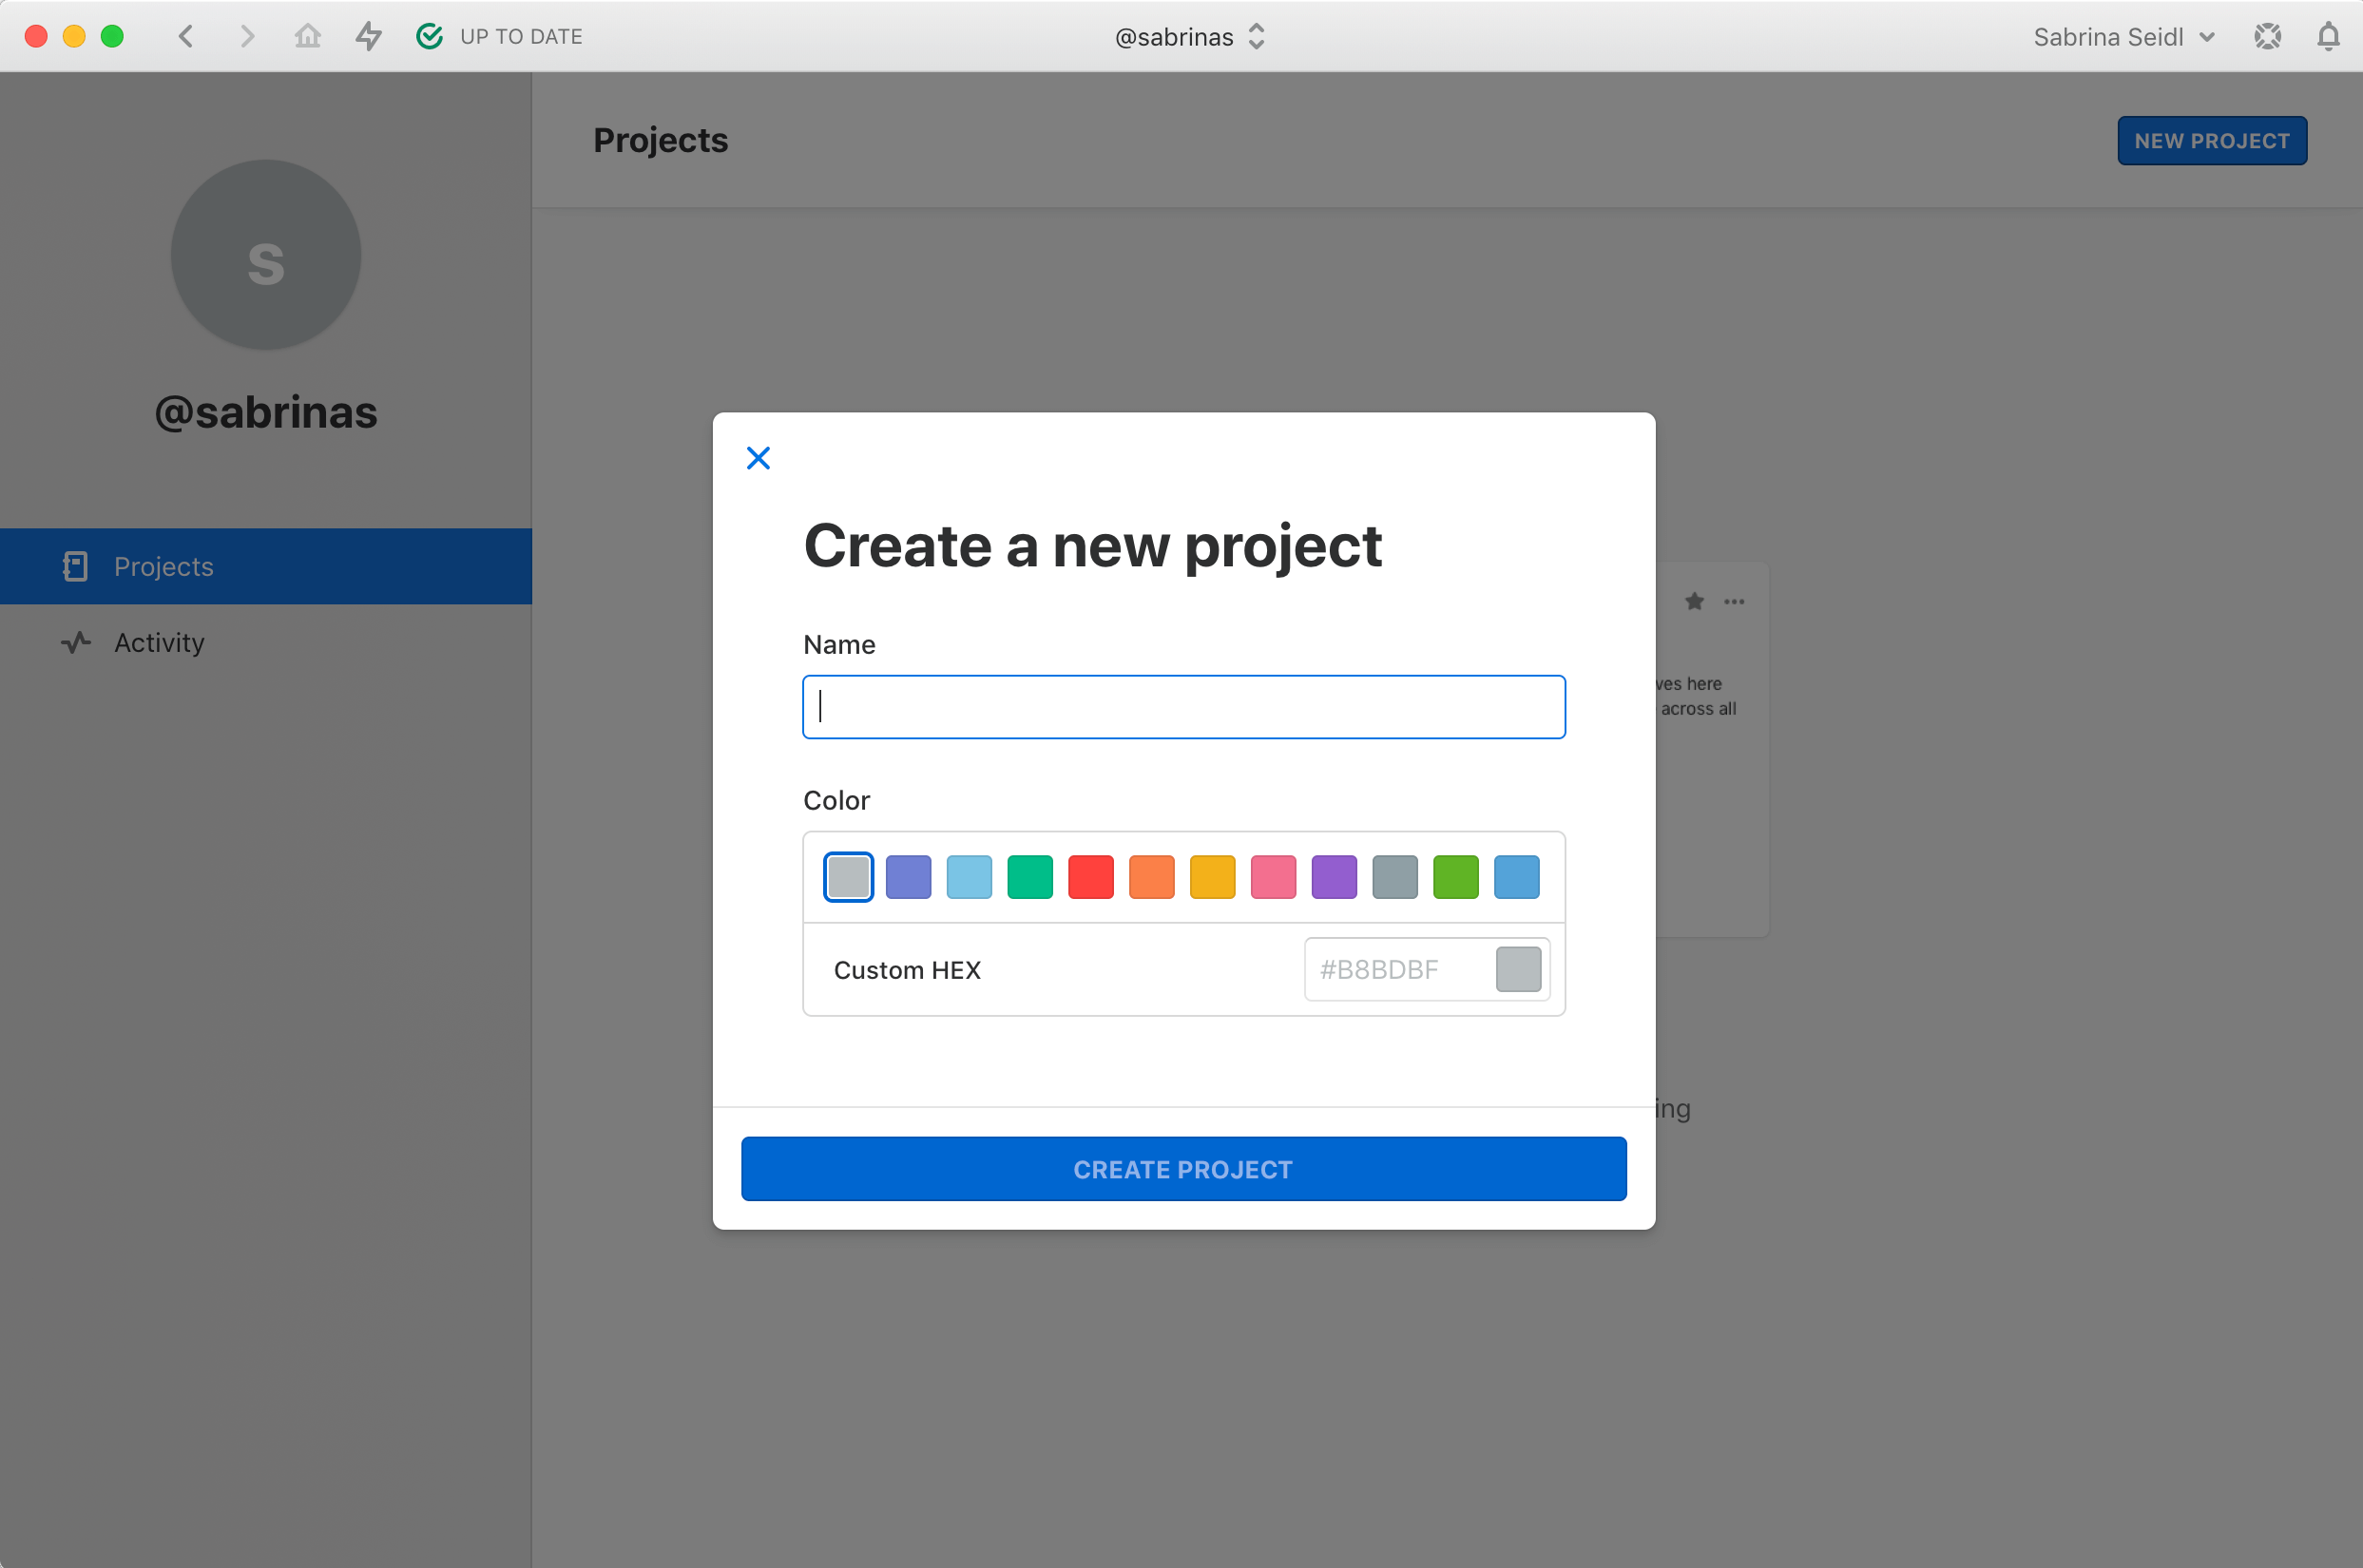 UP TO DATE
@sabrinas
Sabrina Seidl
Projects
NEW PROJECT
s
@sabrinas
Projects
Activity
Create a new project
Name
Color
Custom HEX
#B8BDBF
CREATE PROJECT
ves here
across all
ing